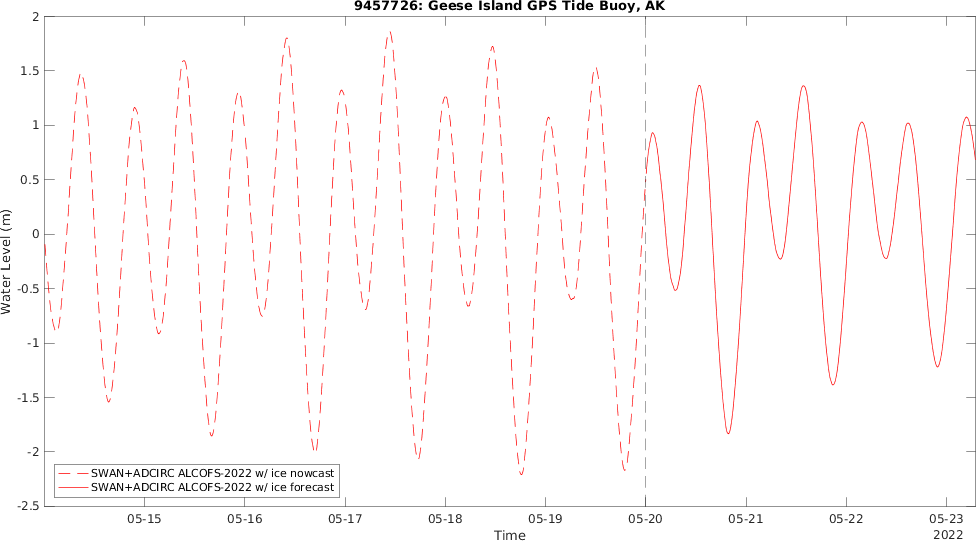 9457726: Geese Island GPS Tide Buoy, AK
2
1.5
1
0.5
0
-0.5
-1
-1.5
-2
-2.5
Water Level (m)
SWAN+ADCIRC ALCOFS-2022 w/ ice nowcast
SWAN+ADCIRC ALCOFS-2022 w/ ice forecast
05-15 05-16 05-17 05-18 05-19 05-20 05-21 05-22 05-23
Time 2022